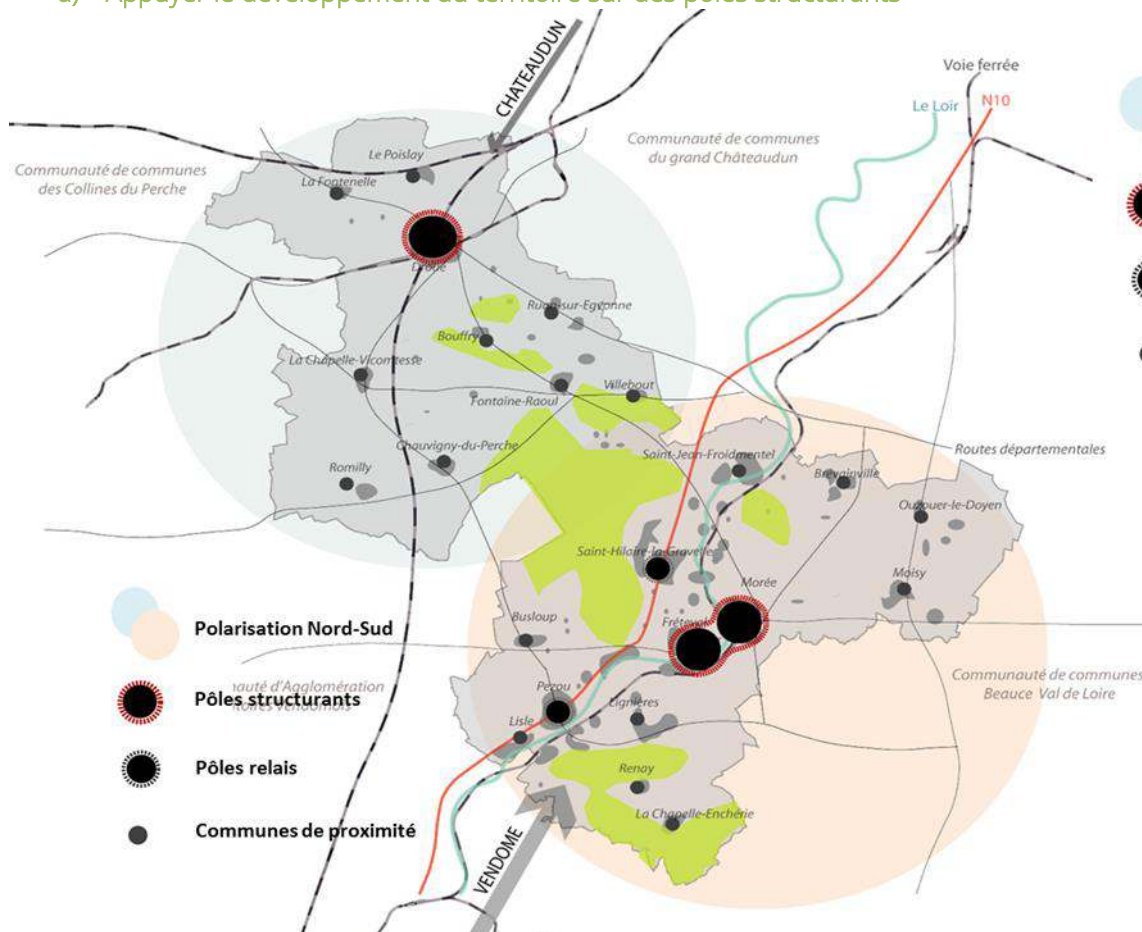 a) Appuyer le développement du territoire sur des pôles structurants
CHATEAUDUN
Voie ferrée
Le Loir
N10
Communauté de communes
du grand Châteaudun
Communauté de communes
des Collines du Perche
Le Poislay
La Fontenelle
Droué
Ruan-sur-Egvonne
Bouffry
La Chapelle-Vicomtesse
Fontaine-Raoul
Villebout
Chauvigny-du-Perche
Romilly
Saint-Jean-Froidmentel
Brévainville
Routes départementales
Ouzouer-le-Doyen
Saint-Hilaire-la-Gravelle
Moisy
Morée
Busloup
Fréteval
Polarisation Nord-Sud
Communauté de communes
Beauce Val de Loire
nauté d'Agglomération
Pôles structurants
Pezou
Lignières
Lisle
Pôles relais
Renay
La Chapelle-Enchérie
Communes de proximité
VENDOME